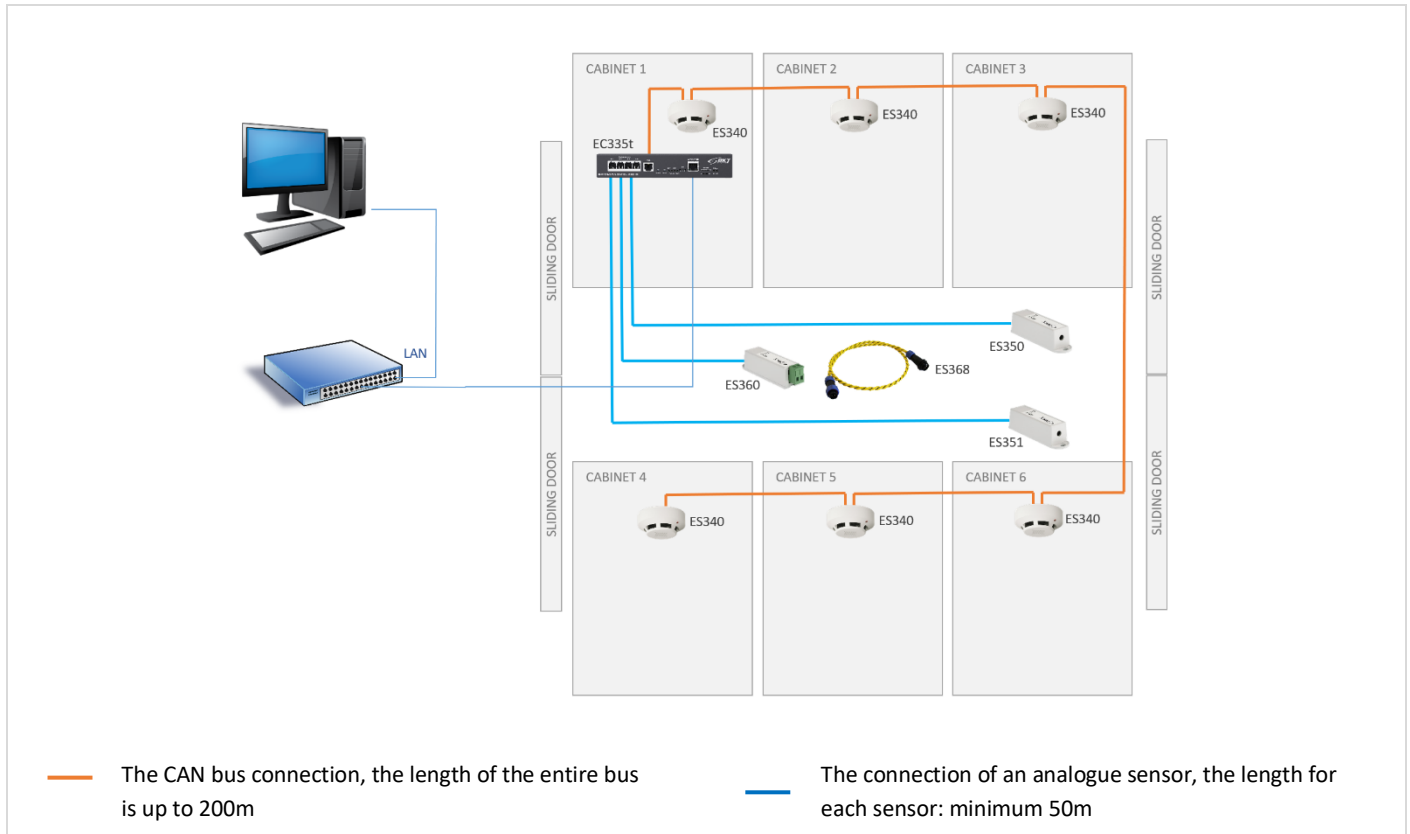 CABINET 1
CABINET 2
CABINET 3
ES340
ES340
ES340
EC335t
SLIDING DOOR
SLIDING DOOR
LAN
ES350
ES360
ES368
ES351
SLIDING DOOR
SLIDING DOOR
CABINET 4
CABINET 5
CABINET 6
ES340
ES340
ES340
The CAN bus connection, the length of the entire bus
is up to 200m
The connection of an analogue sensor, the length for
each sensor: minimum 50m